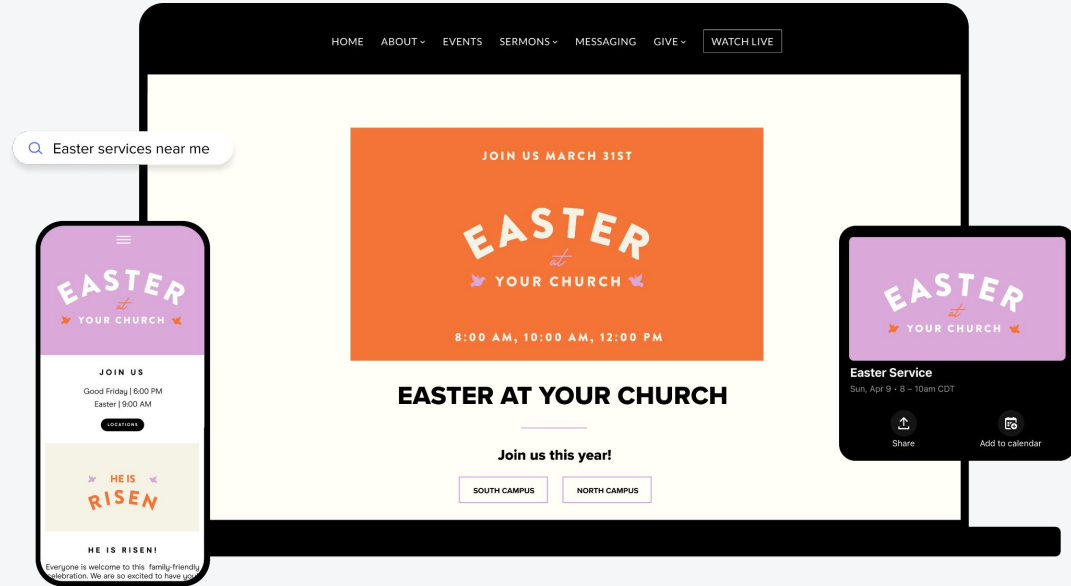 HOME ABOUT EVENTS SERMONS MESSAGING GIVE WATCH LIVE
Easter services near me
JOIN US MARCH 31ST
EASTER
at
YOUR CHURCH
8:00 AM, 10:00 AM, 12:00 PM
EASTER AT YOUR CHURCH
Join us this year!
SOUTH CAMPUS NORTH CAMPUS
EASTER
at
YOUR CHURCH
JOIN US
Good Friday | 6:00 PM
Easter | 9:00 AM
LOCATIONS
HE IS
RISEN
HE IS RISEN!
Everyone is welcome to this family-friendly
celebration. We are so excited to have you
EASTER
at
YOUR CHURCH
Easter Service
Sun, Apr 9 • 8 – 10am CDT
Share Add to calendar